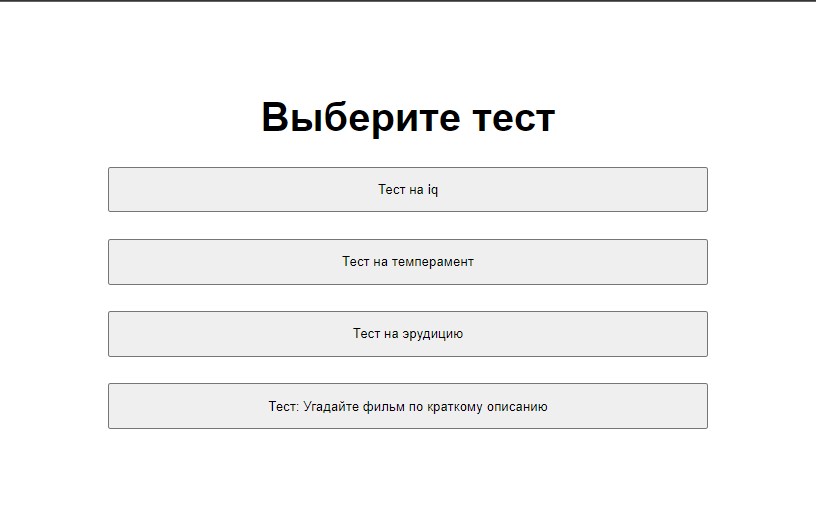 Выберите тест
Тест на iq
Тест на темперамент
Тест на эрудицию
Тест: Угадайте фильм по краткому описанию